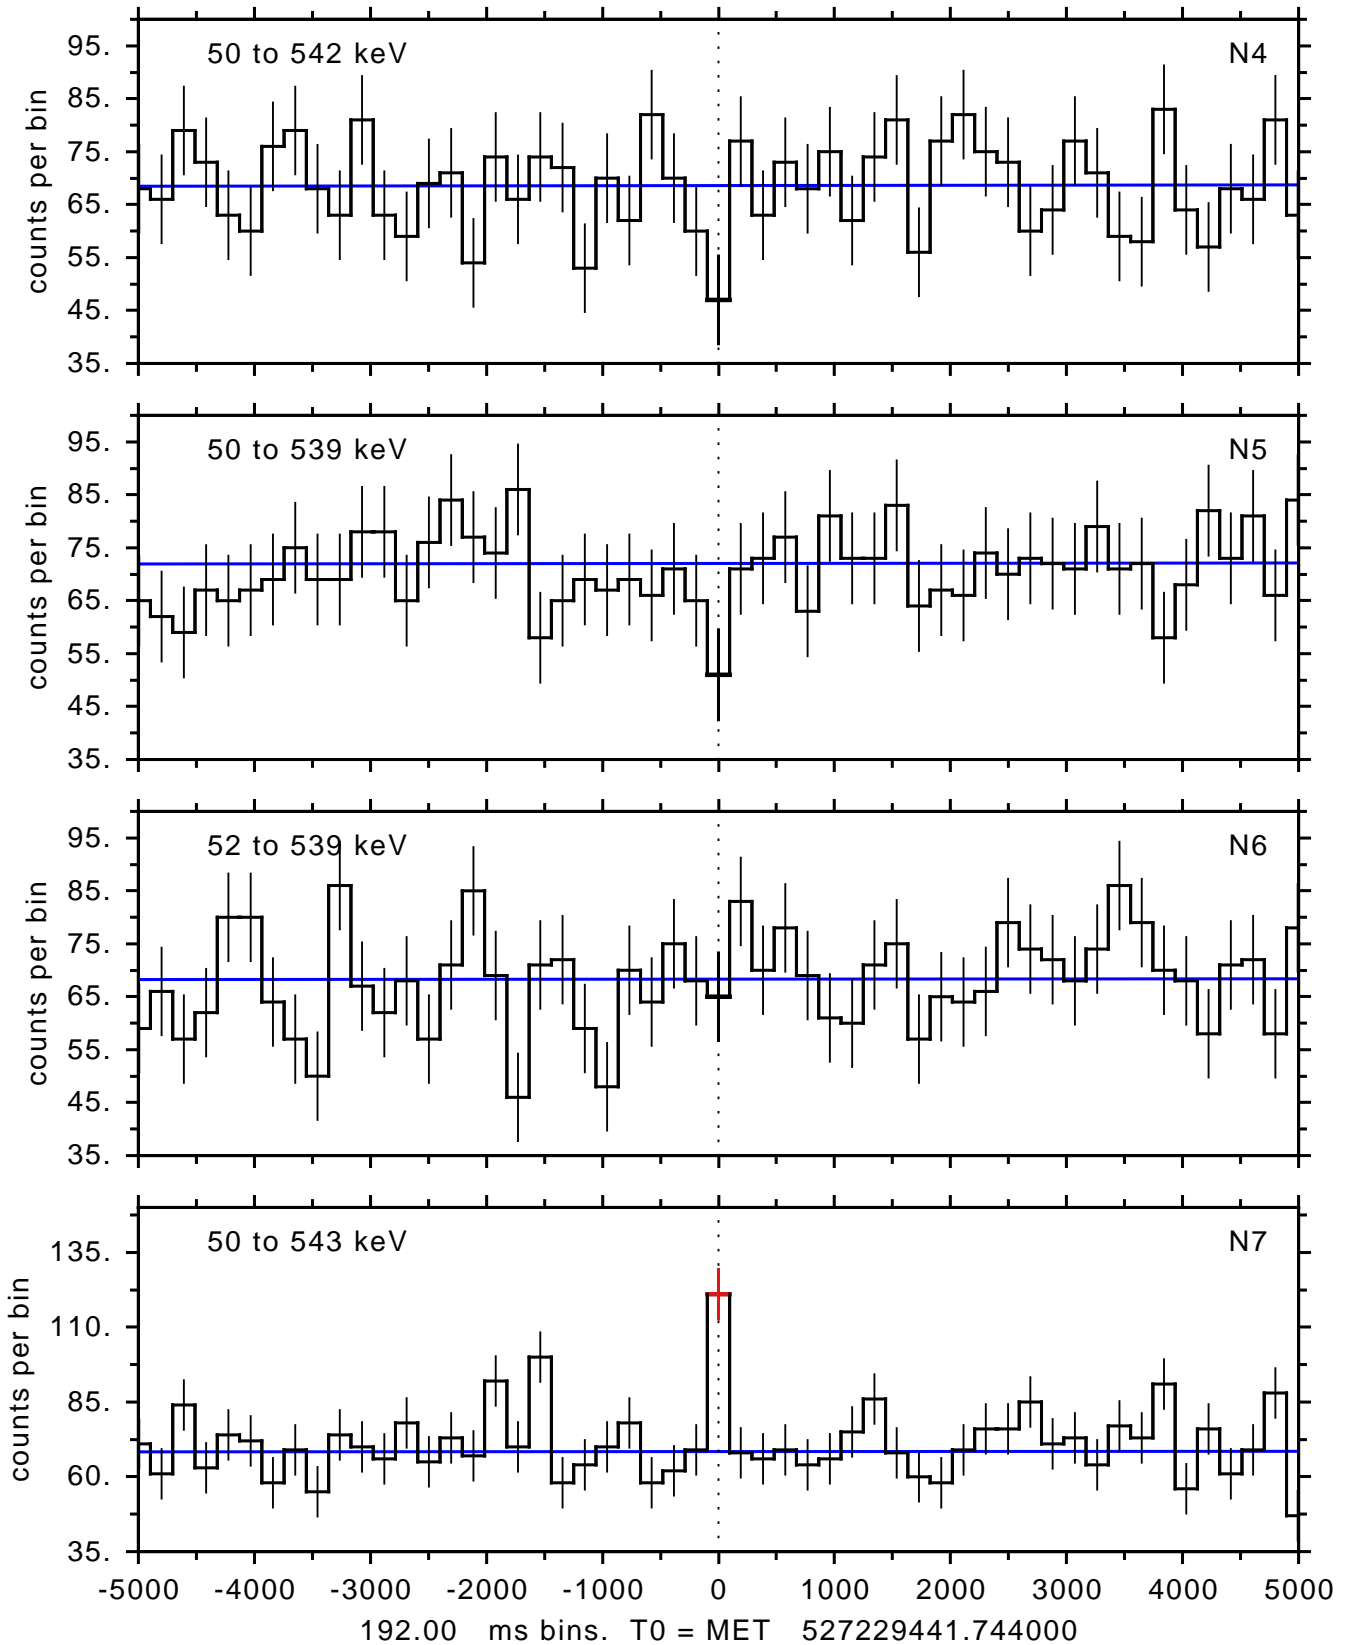 50 to 542 keV N4
95.
85.
75.
65.
55.
45.
35.
counts per bin
50 to 539 keV N5
95.
85.
75.
65.
55.
45.
35.
counts per bin
52 to 539 keV N6
95.
85.
75.
65.
55.
45.
35.
counts per bin
50 to 543 keV N7
135.
110.
85.
60.
35.
counts per bin
-5000 -4000 -3000 -2000 -1000 0 1000 2000 3000 4000 5000
192.00 ms bins. T0 = MET 527229441.744000